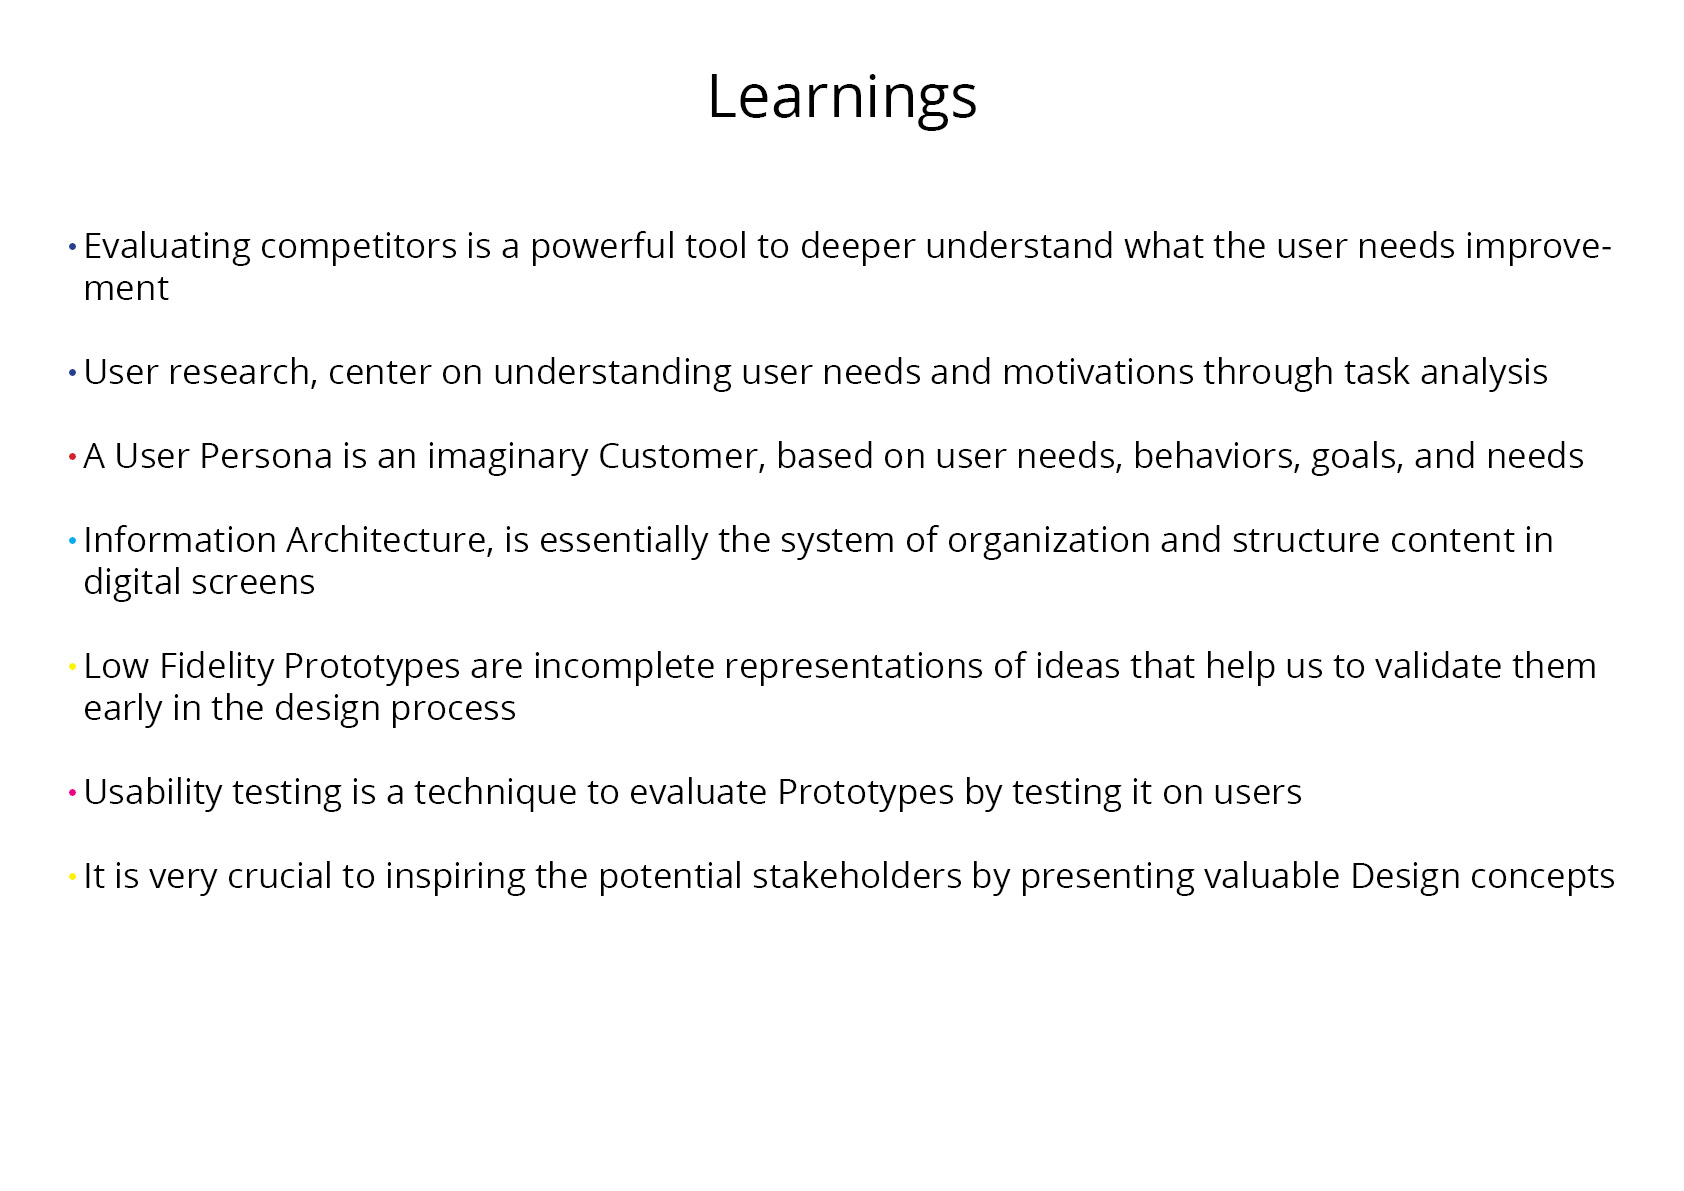 Learnings
• Evaluating competitors is a powerful tool to deeper understand what the user needs improve-
ment
• User research, center on understanding user needs and motivations through task analysis
• A User Persona is an imaginary Customer, based on user needs, behaviors, goals, and needs
• Information Architecture, is essentially the system of organization and structure content in
digital screens
• Low Fidelity Prototypes are incomplete representations of ideas that help us to validate them
early in the design process
• Usability testing is a technique to evaluate Prototypes by testing it on users
• It is very crucial to inspiring the potential stakeholders by presenting valuable Design concepts